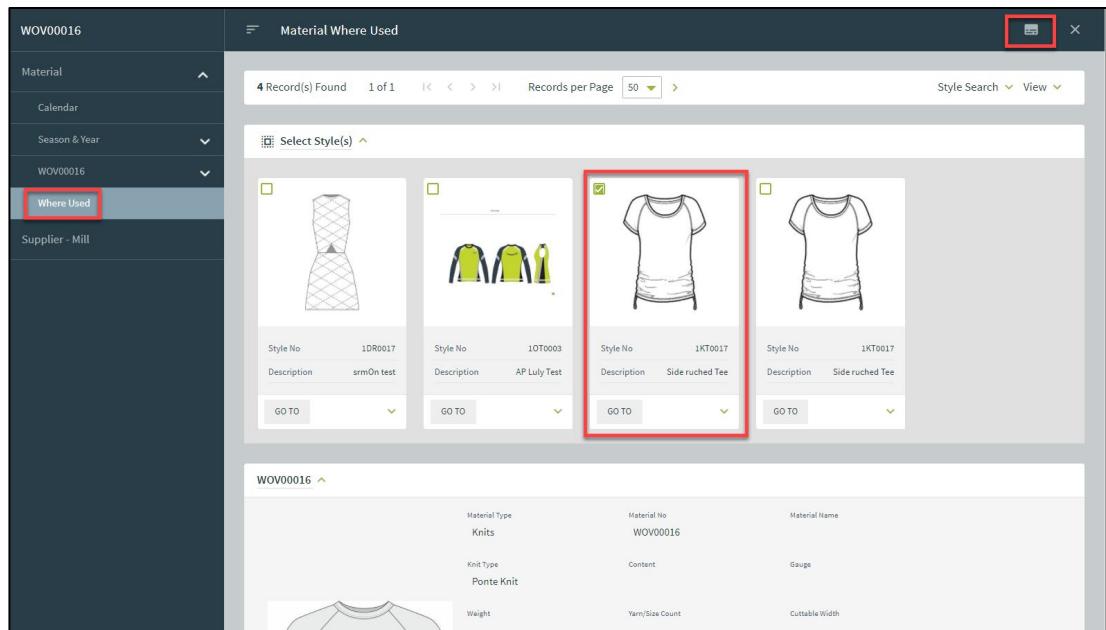 WOV00016
Material Where Used
Material
Calendar
Season & Year
WOV00016
Where Used
Supplier - Mill
4 Record(s) Found 1 of 1 Records per Page 50 Style Search View
Select Style(s)
Style No 1DR0017
Description srmOn test
GO TO
Style No 1OT0003
Description AP Luly Test
GO TO
Style No 1KT0017
Description Side ruched Tee
GO TO
Style No 1KT0017
Description Side ruched Tee
GO TO
WOV00016
Material Type Material No Material Name
Knits WOV00016
Knit Type Content Gauge
Ponte Knit
Weight Yarn/Size Count Cuttable Width